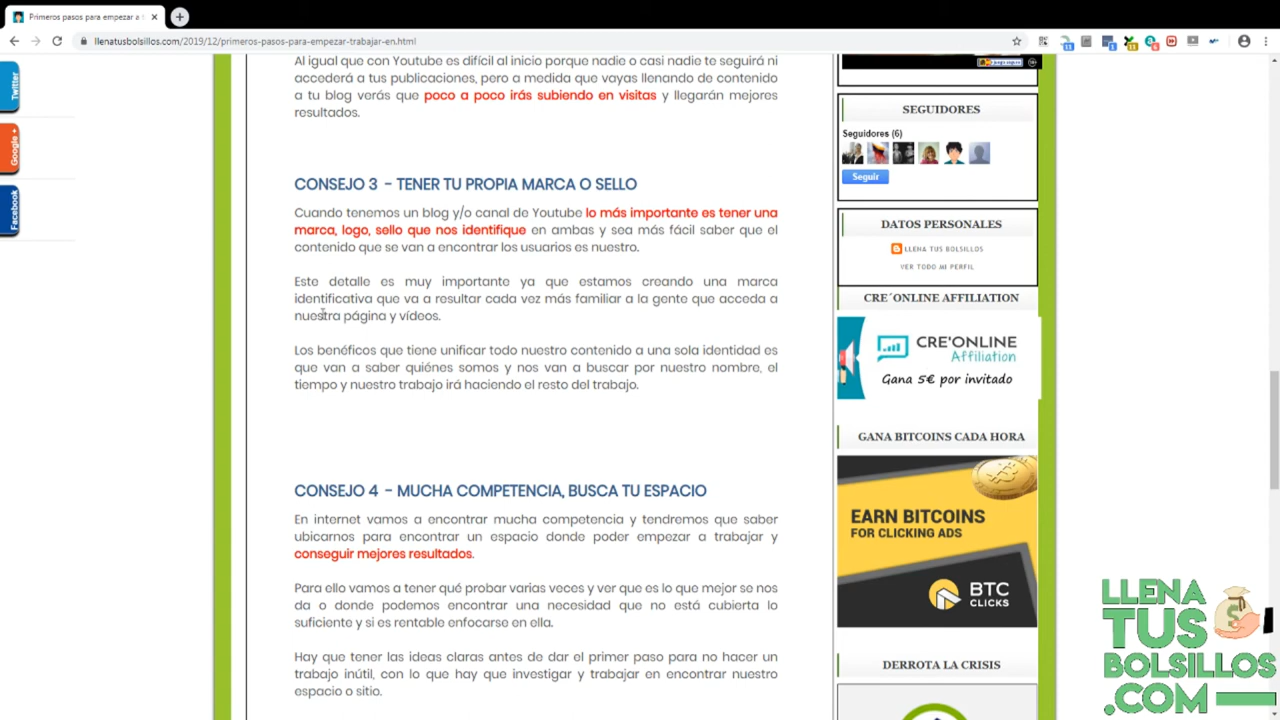 Primeros pasos para empezar a
llenatusbolsillos.com/2019/12/primeros-pasos-para-empezar-trabajar-en.html
Twitter
Google +
Facebook
Al igual que con Youtube es difícil al inicio porque nadie o casi nadie te seguirá ni
accederá a tus publicaciones, pero a medida que vayas llenando de contenido
a tu blog verás que poco a poco irás subiendo en visitas y llegarán mejores
resultados.
CONSEJO 3 - TENER TU PROPIA MARCA O SELLO
Cuando tenemos un blog y/o canal de Youtube lo más importante es tener una
marca, logo, sello que nos identifique en ambas y sea más fácil saber que el
contenido que se van a encontrar los usuarios es nuestro.
Este detalle es muy importante ya que estamos creando una marca
identificativa que va a resultar cada vez más familiar a la gente que acceda a
nuestra página y vídeos.
Los benéficos que tiene unificar todo nuestro contenido a una sola identidad es
que van a saber quiénes somos y nos van a buscar por nuestro nombre, el
tiempo y nuestro trabajo irá haciendo el resto del trabajo.
CONSEJO 4 - MUCHA COMPETENCIA, BUSCA TU ESPACIO
En internet vamos a encontrar mucha competencia y tendremos que saber
ubicarnos para encontrar un espacio donde poder empezar a trabajar y
conseguir mejores resultados.
Para ello vamos a tener qué probar varias veces y ver que es lo que mejor se nos
da o donde podemos encontrar una necesidad que no está cubierta lo
suficiente y si es rentable enfocarse en ella.
Hay que tener las ideas claras antes de dar el primer paso para no hacer un
trabajo inútil, con lo que hay que investigar y trabajar en encontrar nuestro
espacio o sitio.
SEGUIDORES
Seguidores (6)
Seguir
DATOS PERSONALES
LLENA TUS BOLSILLOS
VER TODO MI PERFIL
CRE´ONLINE AFFILIATION
CRE'ONLINE
Affiliation
Gana 5€ por invitado
GANA BITCOINS CADA HORA
EARN BITCOINS
FOR CLICKING ADS
BTC
CLICKS
DERROTA LA CRISIS
LLENA
TUS
BOLSILLOS
.COM